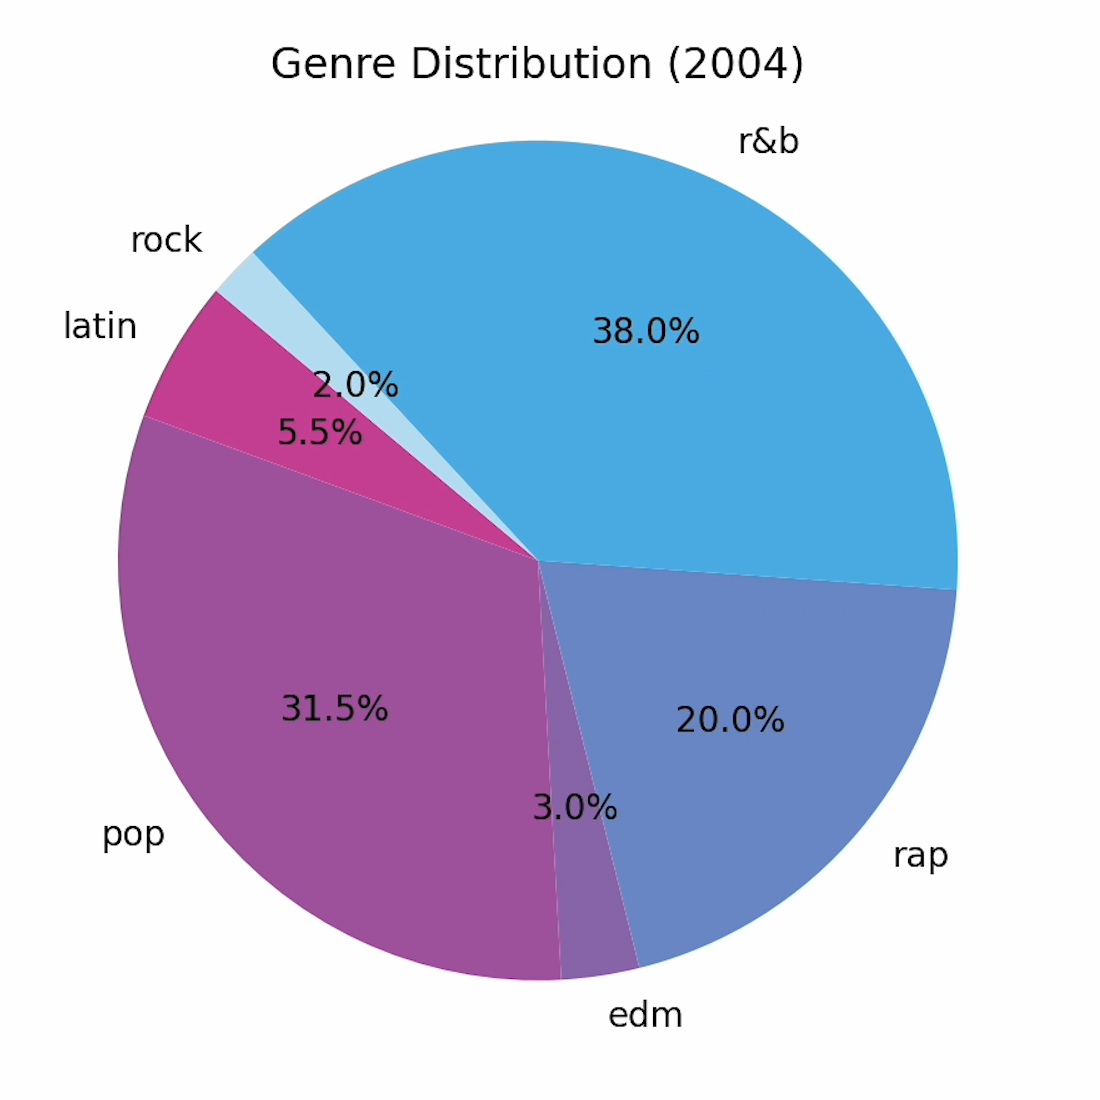 Genre Distribution (2004)
r&b
rock
latin
38.0%
2.0%
5.5%
31.5%
20.0%
3.0%
pop
rap
edm